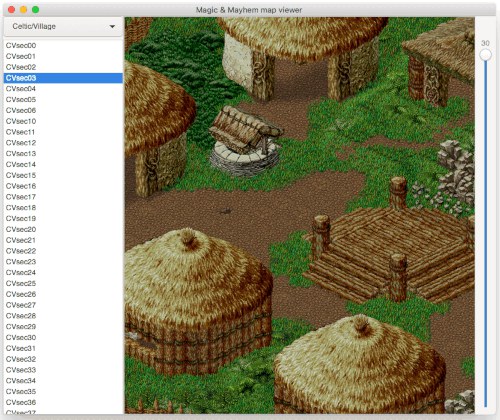 Magic & Mayhem map viewer
Celtic/Village
30
CVsec00
CVsec01
CVsec02
CVsec03
CVsec04
CVsec05
CVsec06
CVsec10
CVsec11
CVsec12
CVsec13
CVsec14
CVsec15
CVsec16
CVsec17
CVsec18
CVsec19
CVsec20
CVsec21
CVsec22
CVsec23
CVsec24
CVsec25
CVsec26
CVsec27
CVsec28
CVsec29
CVsec30
CVsec31
CVsec32
CVsec33
CVsec34
CVsec35
CVsec36
CVsec37